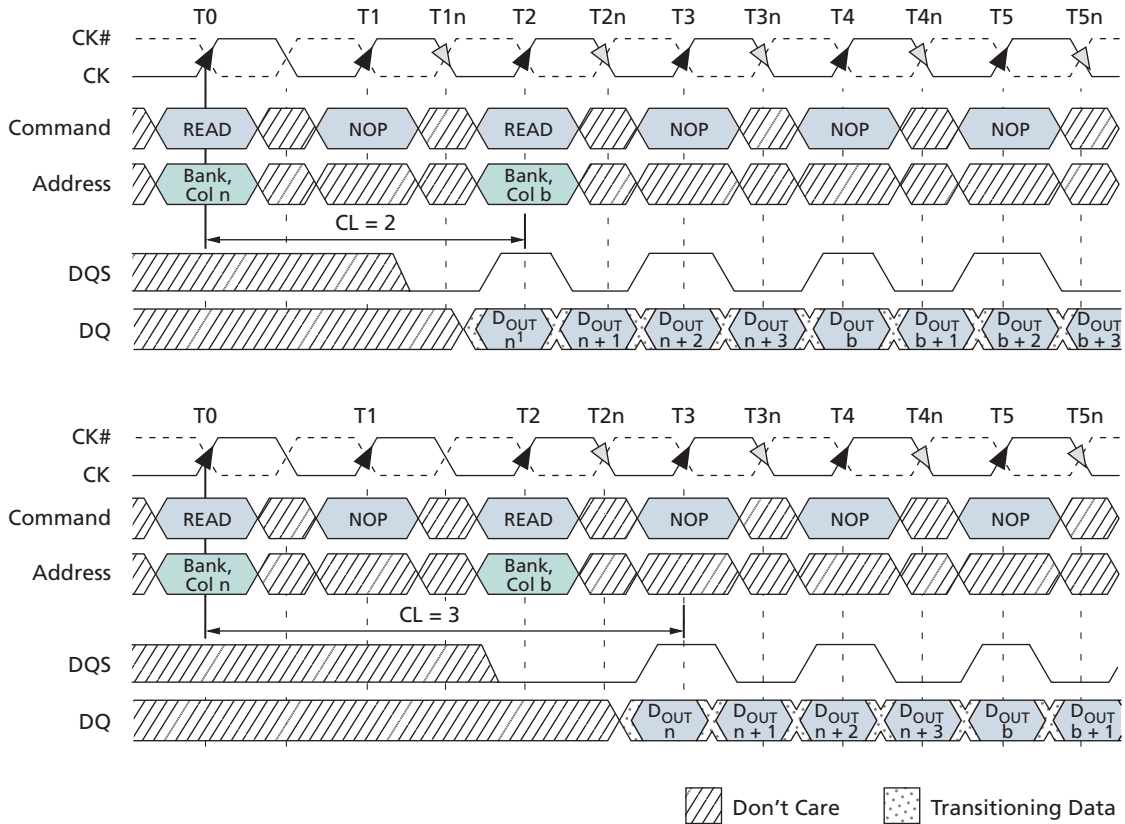 T0 T1 T1n T2 T2n T3 T3n T4 T4n T5 T5n
CK#
CK
Command READ NOP READ NOP NOP NOP
Address Bank, Col n Bank, Col b
CL = 2
DQS
DQ DOUT n1 DOUT n + 1 DOUT n + 2 DOUT n + 3 DOUT b DOUT b + 1 DOUT b + 2 DOUT b + 3
T0 T1 T2 T2n T3 T3n T4 T4n T5 T5n
CK#
CK
Command READ NOP READ NOP NOP NOP
Address Bank, Col n Bank, Col b
CL = 3
DQS
DQ DOUT n DOUT n + 1 DOUT n + 2 DOUT n + 3 DOUT b DOUT b + 1
Don't Care Transitioning Data